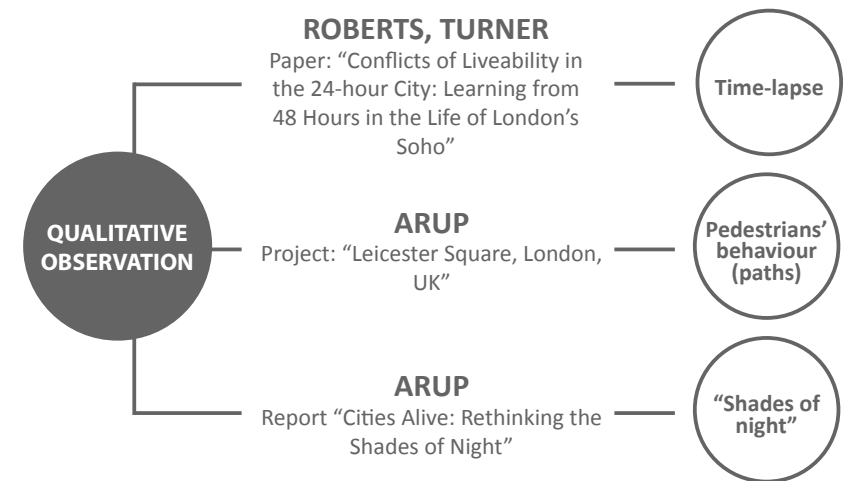 ROBERTS, TURNER
Paper: “Conflicts of Liveability in
the 24-hour City: Learning from
48 Hours in the Life of London’s
Soho”
Time-lapse
QUALITATIVE
OBSERVATION
ARUP
Project: “Leicester Square, London,
UK”
Pedestrians’
behaviour
(paths)
ARUP
Report “Cities Alive: Rethinking the
Shades of Night”
“Shades of
night”